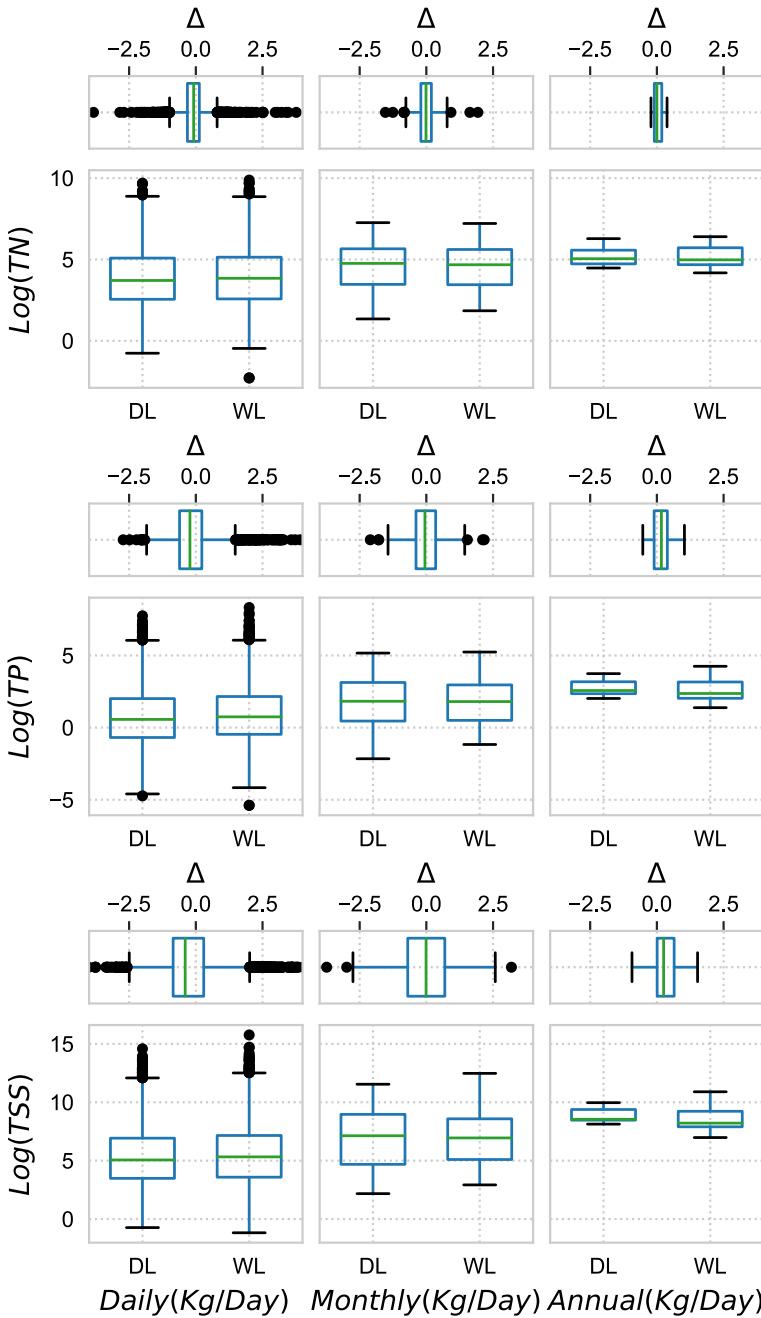 Δ Δ Δ
−2.5 0.0 2.5 −2.5 0.0 2.5 −2.5 0.0 2.5
10
5
0
Log(TN)
DL WL DL WL DL WL
Δ Δ Δ
−2.5 0.0 2.5 −2.5 0.0 2.5 −2.5 0.0 2.5
5
0
−5
Log(TP)
DL WL DL WL DL WL
Δ Δ Δ
−2.5 0.0 2.5 −2.5 0.0 2.5 −2.5 0.0 2.5
15
10
5
0
Log(TSS)
DL WL DL WL DL WL
Daily(Kg/Day) Monthly(Kg/Day) Annual(Kg/Day)